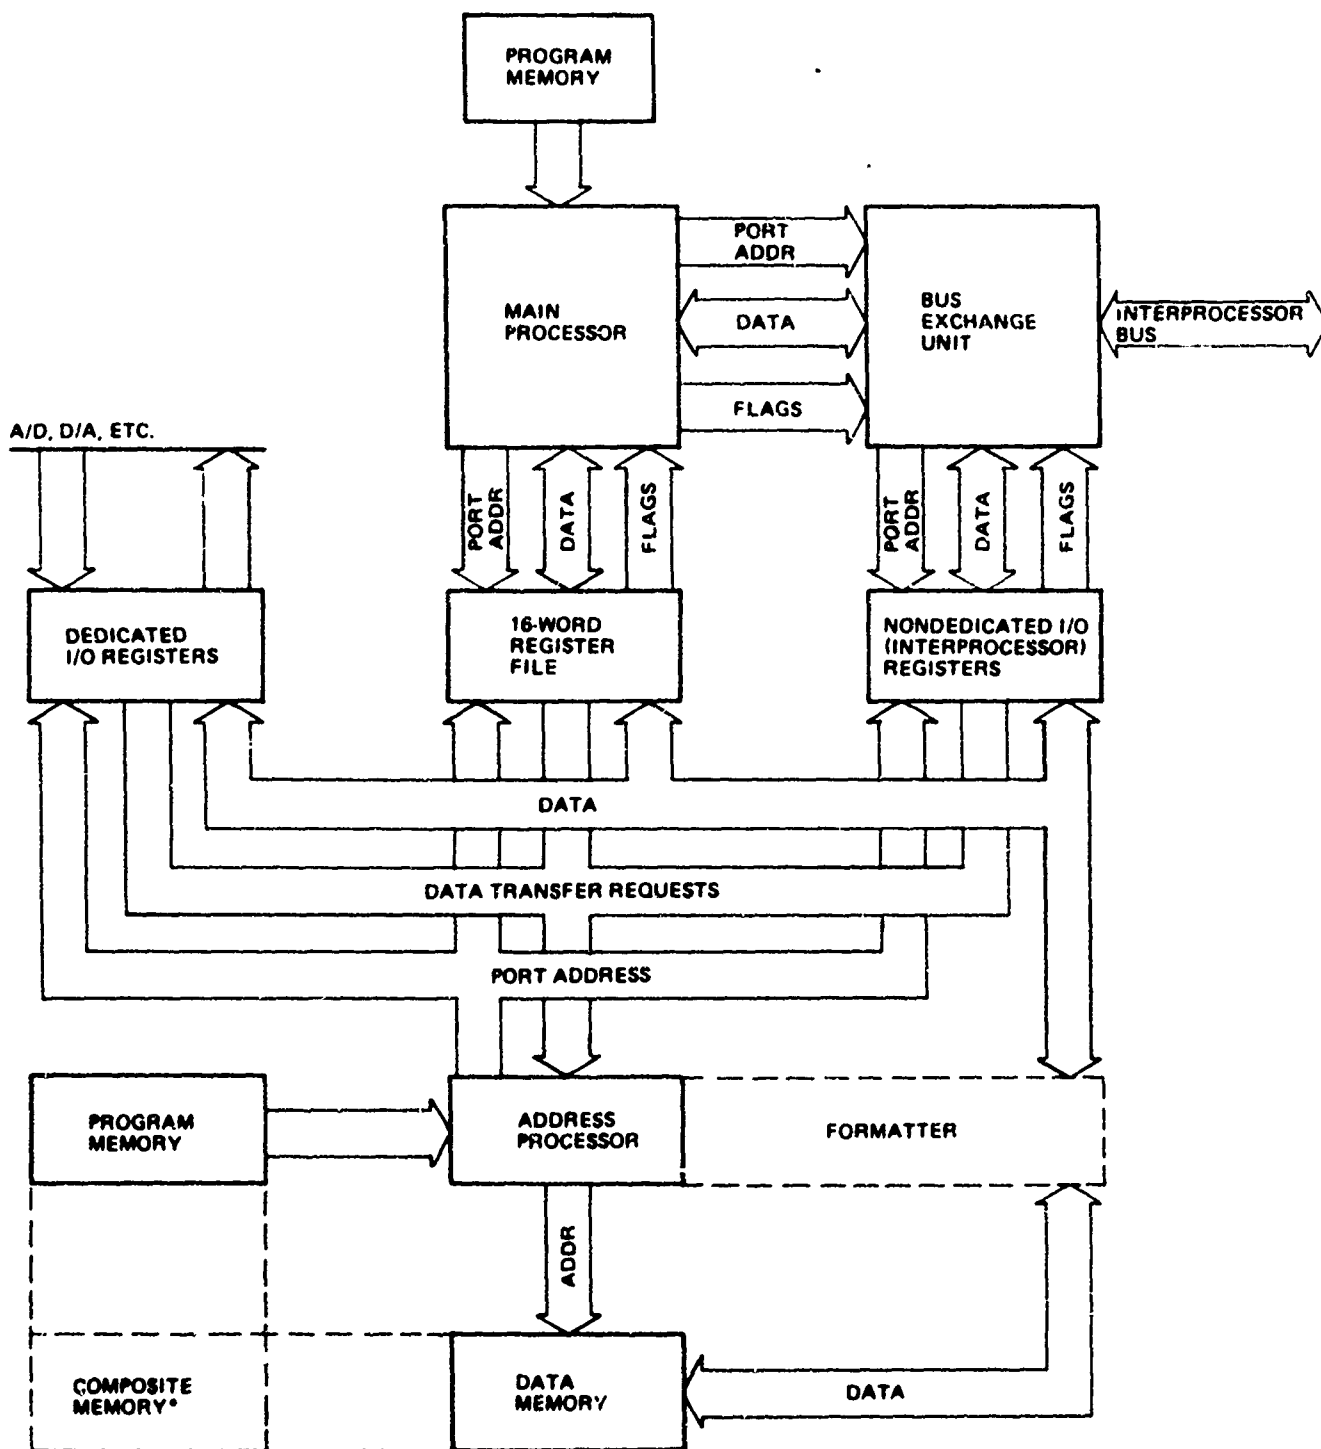 PROGRAM
MEMORY
MAIN
PROCESSOR
PORT
ADDR
DATA
FLAGS
BUS
EXCHANGE
UNIT
INTERPROCESSOR
BUS
A/D, D/A, ETC.
PORT
ADDR
DATA
FLAGS
PORT
ADDR
DATA
FLAGS
DEDICATED
I/O REGISTERS
16-WORD
REGISTER
FILE
NONDEDICATED I/O
(INTERPROCESSOR)
REGISTERS
DATA
DATA TRANSFER REQUESTS
PORT ADDRESS
PROGRAM
MEMORY
ADDRESS
PROCESSOR
FORMATTER
ADDR
COMPOSITE
MEMORY*
DATA
MEMORY
DATA